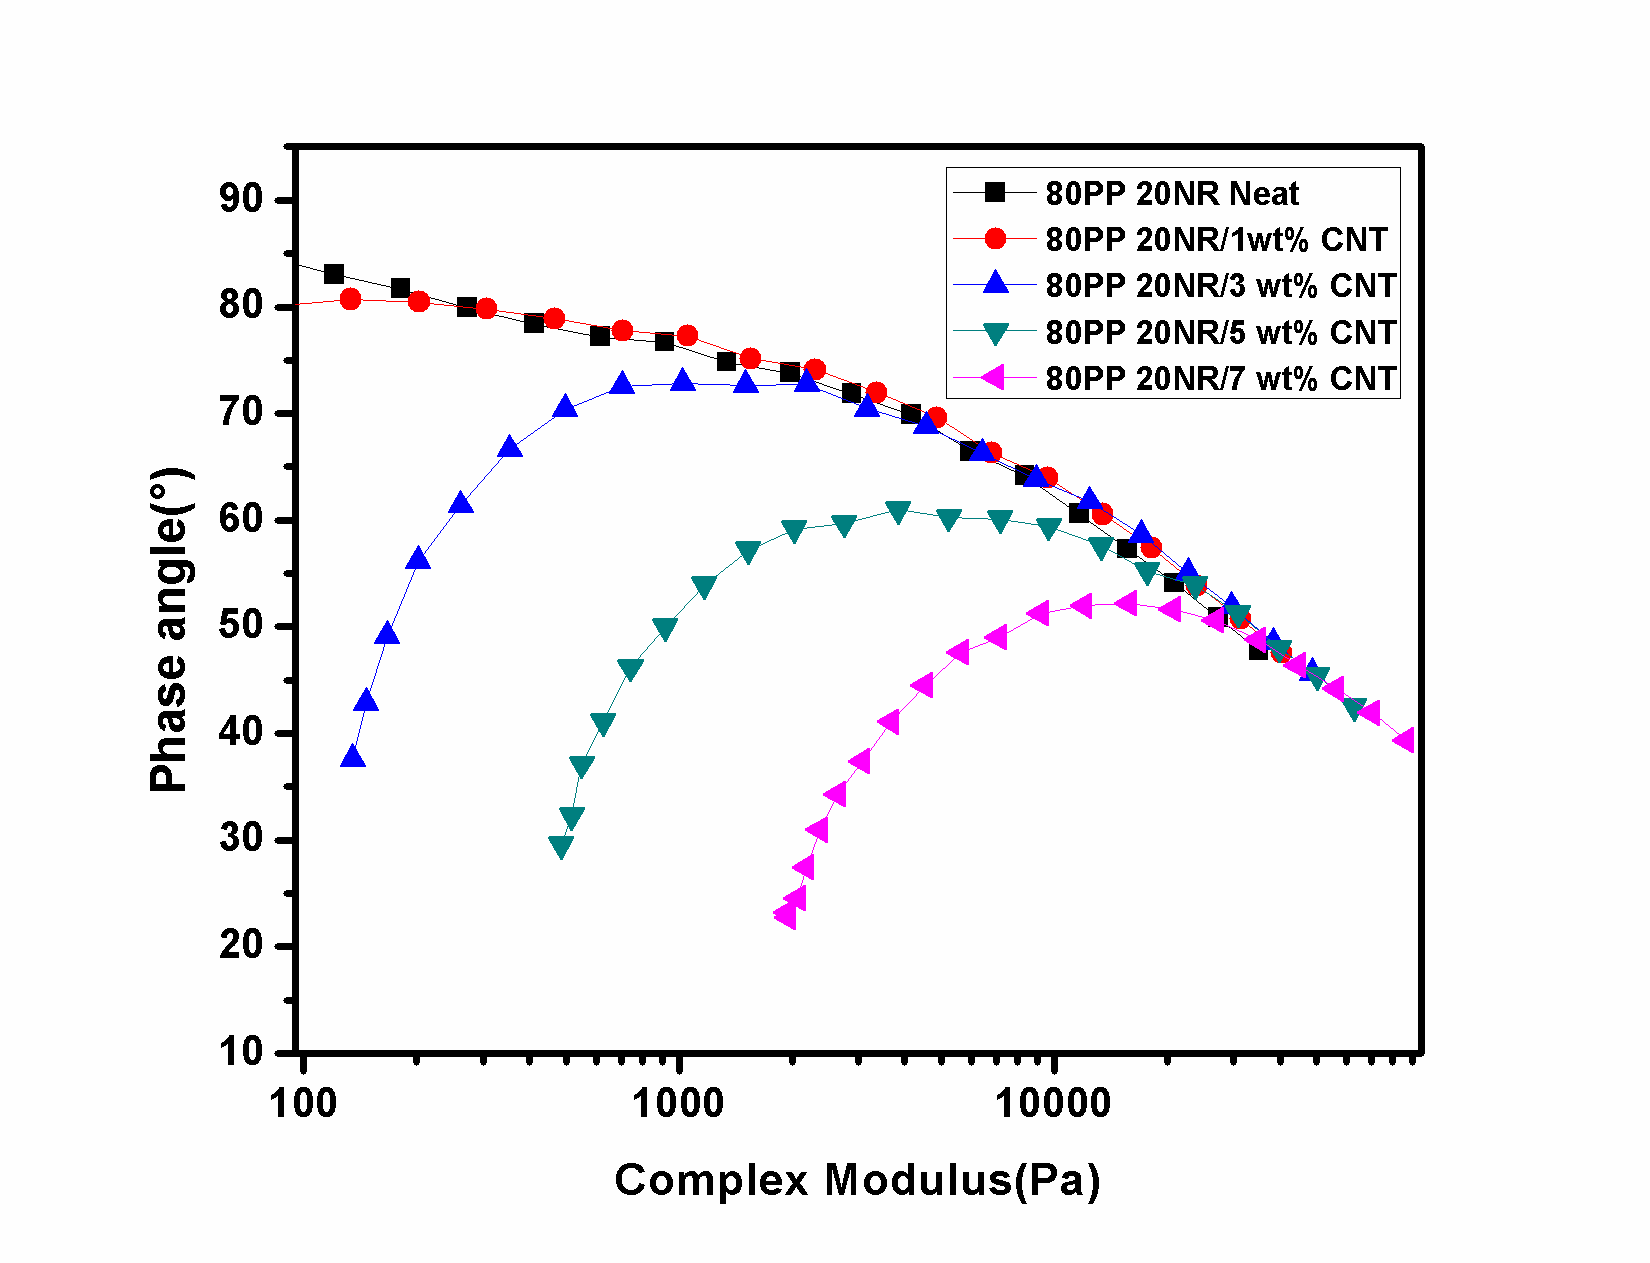 80PP 20NR Neat
80PP 20NR/1wt% CNT
80PP 20NR/3 wt% CNT
80PP 20NR/5 wt% CNT
80PP 20NR/7 wt% CNT
90
80
70
60
50
40
30
20
10
Phase angle(°)
100 1000 10000
Complex Modulus(Pa)